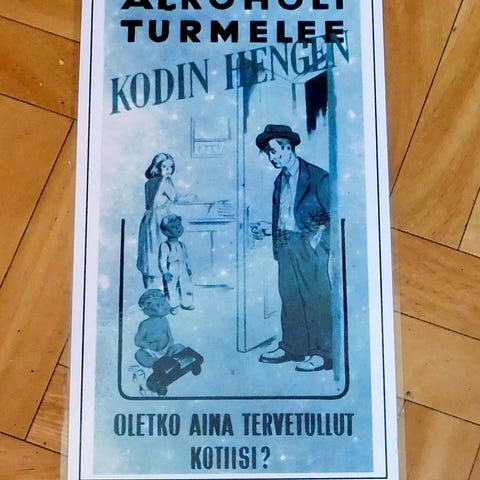 ALKOHOLI
TURMELEE
KODIN HENGEN
OLETKO AINA TERVETULLUT
KOTIISI?